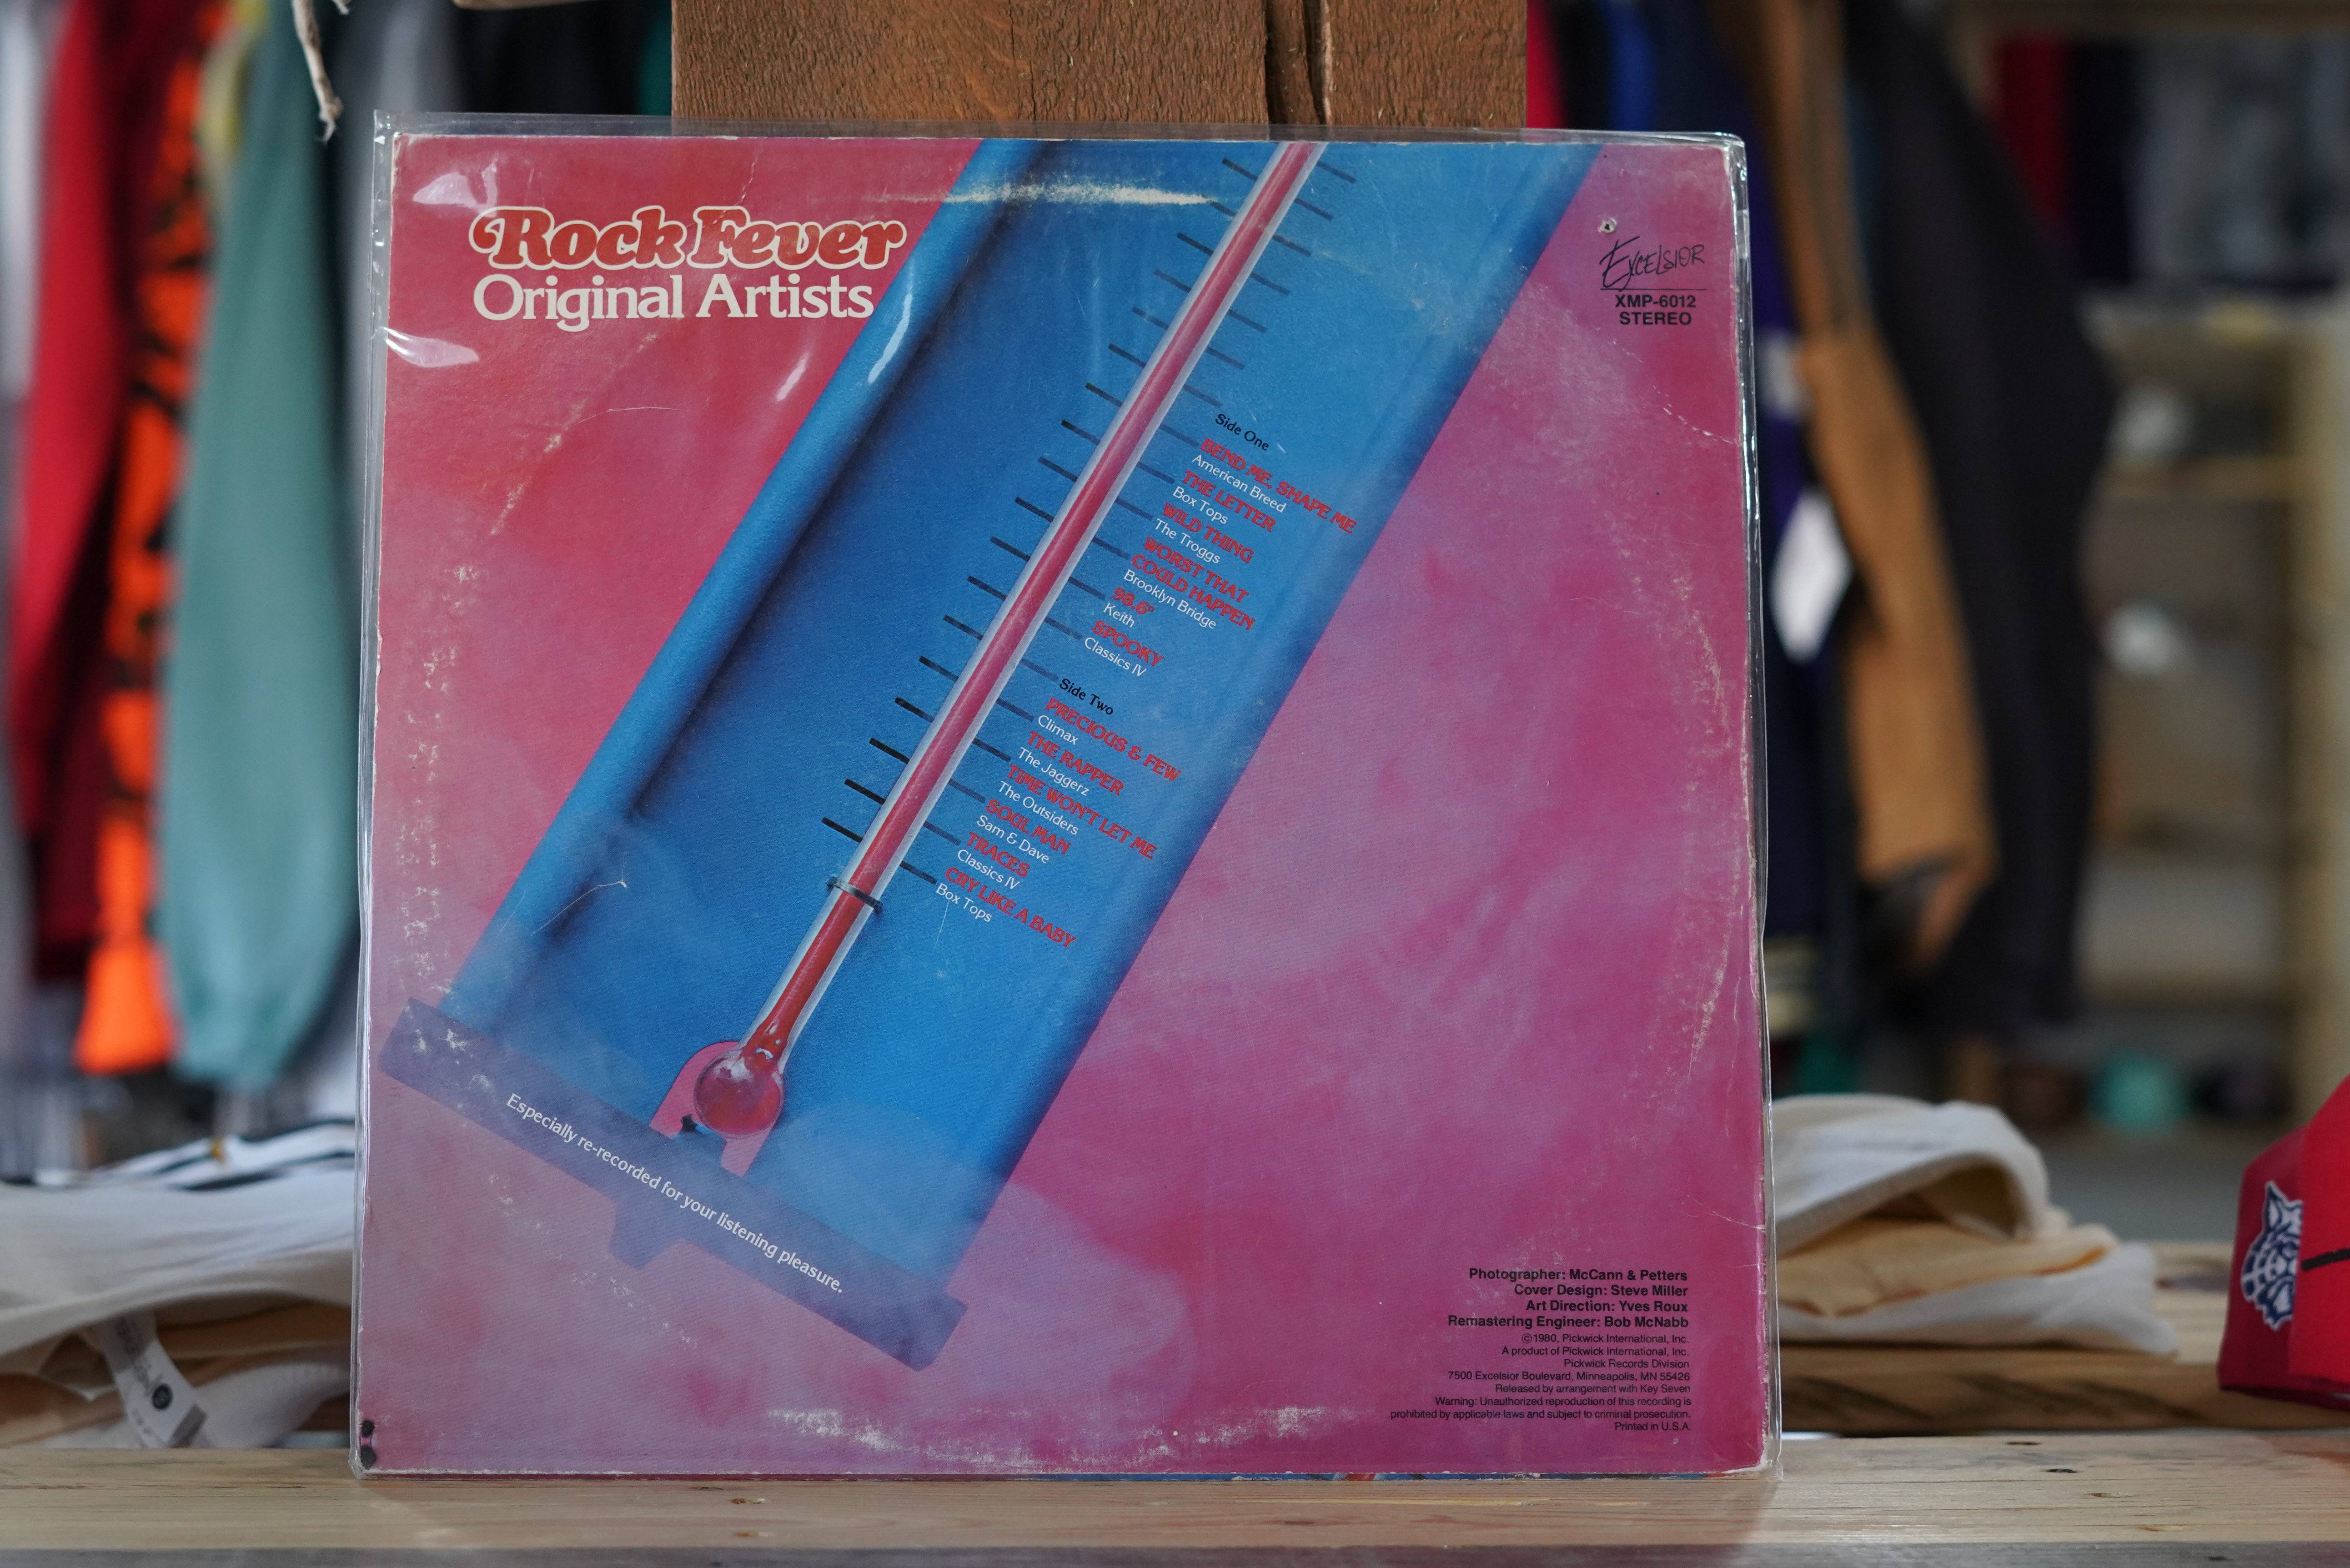 Rock Fever
Original Artists
EXCELSIOR
XMP-6012
STEREO
Side One
BEND ME, SHAPE ME
American Breed
THE LETTER
Box Tops
WILD THING
The Troggs
WORST THAT
COULD HAPPEN
Brooklyn Bridge
98.6°
Keith
SPOOKY
Classics IV
Side Two
PRECIOUS & FEW
Climax
THE RAPPER
The Jaggerz
TIME WON'T LET ME
The Outsiders
SOUL MAN
Sam & Dave
TRACES
Classics IV
CRY LIKE A BABY
Box Tops
Especially re-recorded for your listening pleasure.
Photographer: McCann & Petters
Cover Design: Steve Miller
Art Direction: Yves Roux
Remastering Engineer: Bob McNabb
©1980, Pickwick International, Inc.
A product of Pickwick International, Inc.
Pickwick Records Division
7500 Excelsior Boulevard, Minneapolis, MN 55426
Released by arrangement with Key Seven
Warning: Unauthorized reproduction of this recording is
prohibited by applicable laws and subject to criminal prosecution.
Printed in U.S.A.